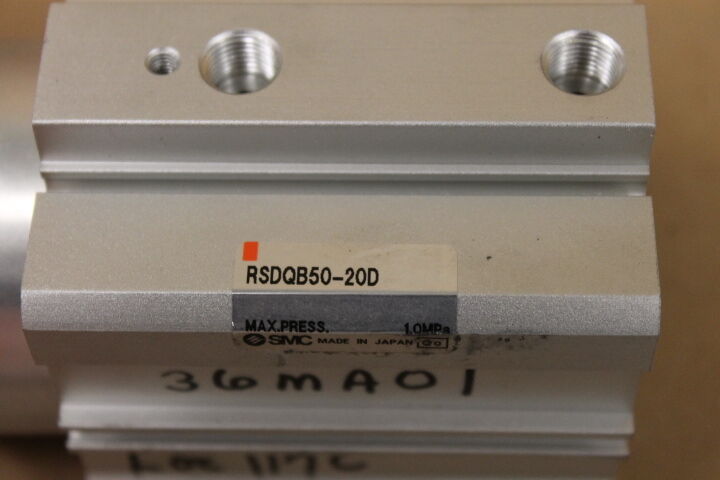 RSDQB50-20D
MAX.PRESS. 1.0MPa
SMC MADE IN JAPAN
36MA01